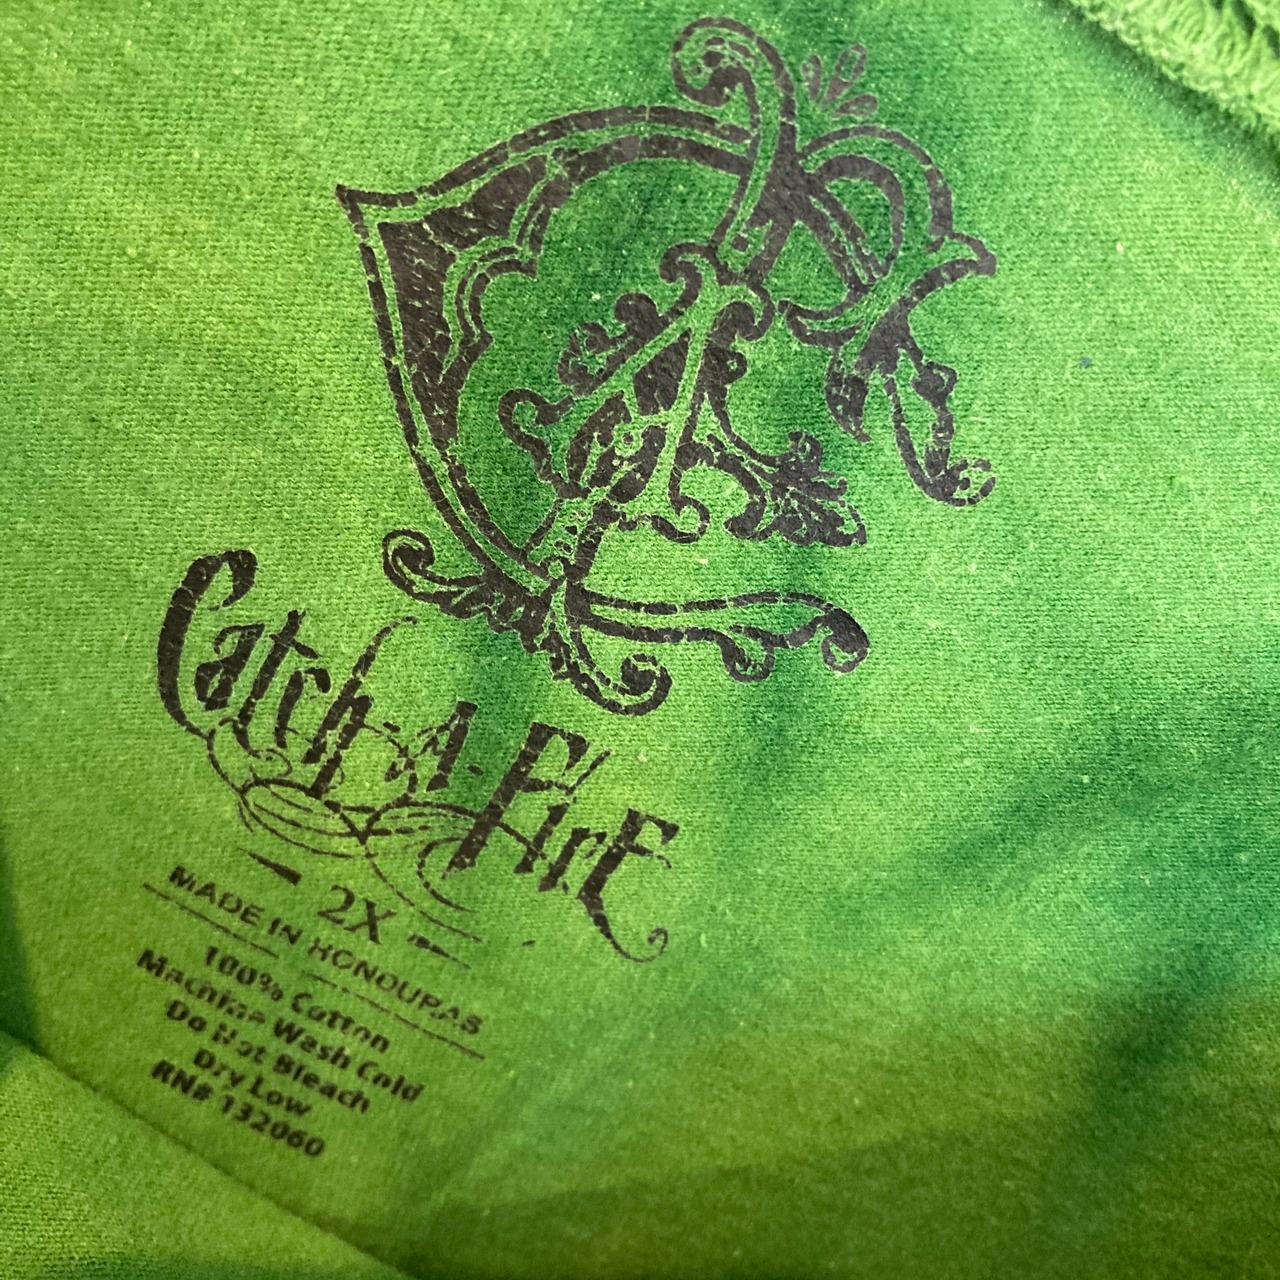 Catch-A-Fire
2X
MADE IN HONDURAS
100% Cotton
Machine Wash Cold
Do Not Bleach
Dry Low
RN# 132060